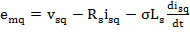 e_mq = v_sq − R_s i_sq − σL_s di_sq/dt